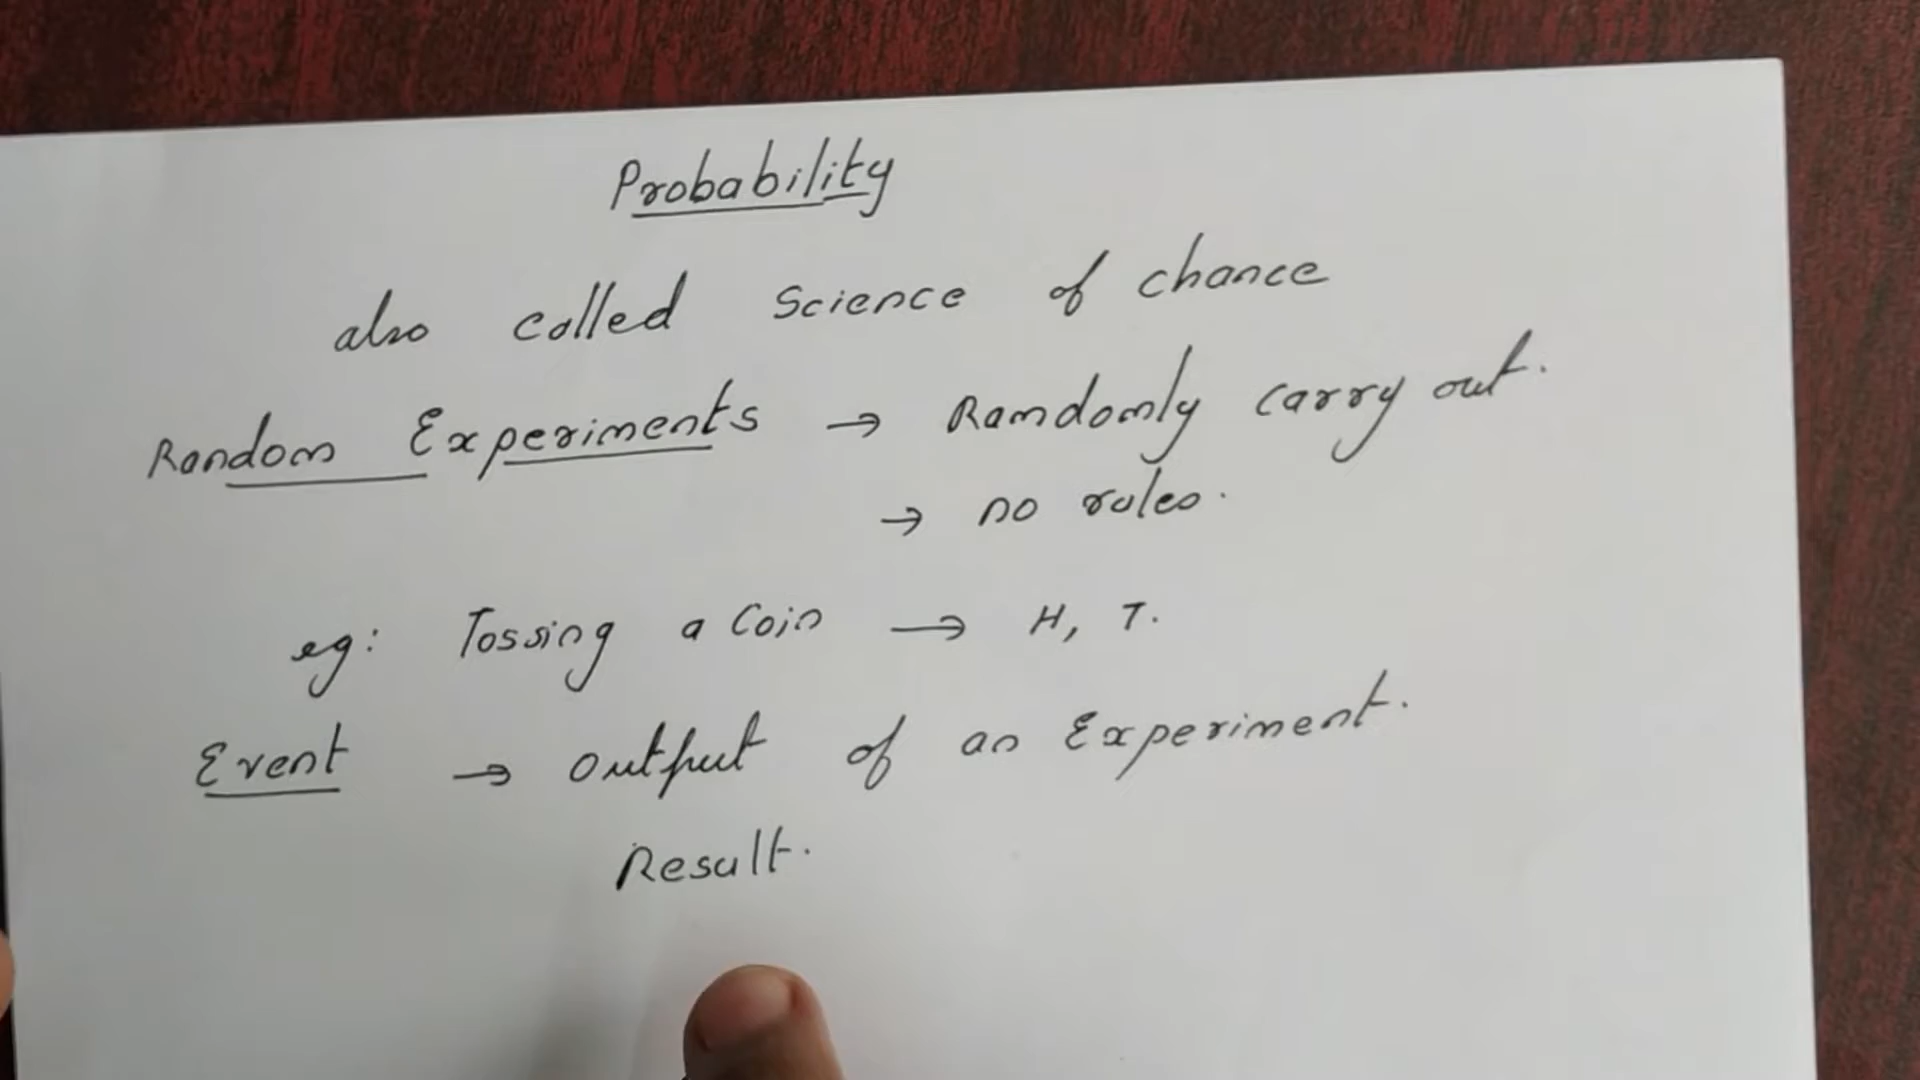 Probability
also called Science of chance
Random Experiments → Randomly carry out.
→ no rules.
eg: Tossing a Coin → H, T.
Event → output of an Experiment.
Result.